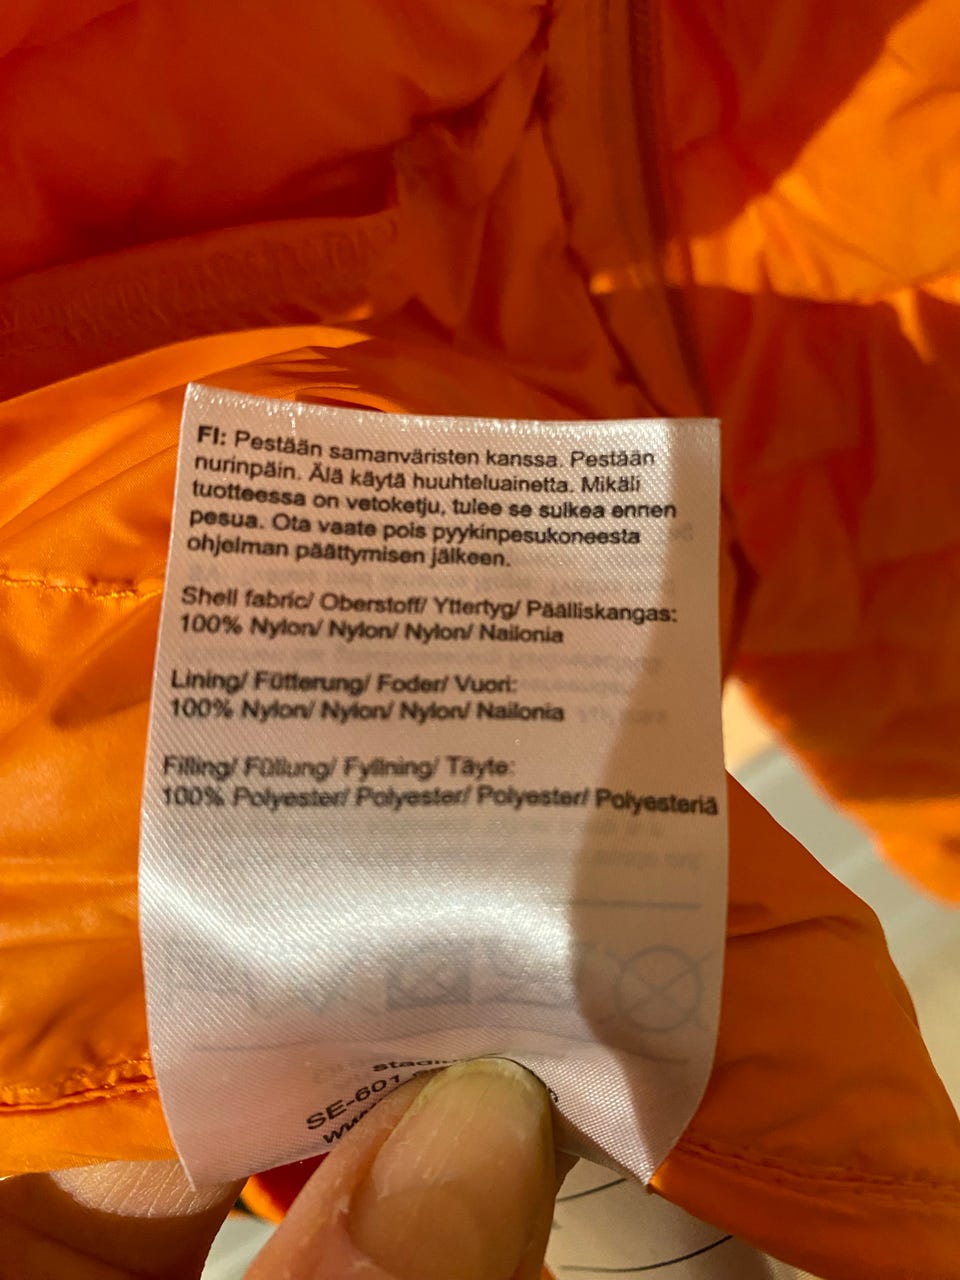 FI: Pestään samanväristen kanssa. Pestään
nurinpäin. Älä käytä huuhteluainetta. Mikäli
tuotteessa on vetoketju, tulee se sulkea ennen
pesua. Ota vaate pois pyykinpesukoneesta
ohjelman päättymisen jälkeen.
Shell fabric/ Oberstoff/ Yttertyg/ Päälliskangas:
100% Nylon/ Nylon/ Nylon/ Nailonia
Lining/ Fütterung/ Foder/ Vuori:
100% Nylon/ Nylon/ Nylon/ Nailonia
Filling/ Füllung/ Fyllning/ Täyte:
100% Polyester/ Polyester/ Polyester/ Polyesteriä
SE-601